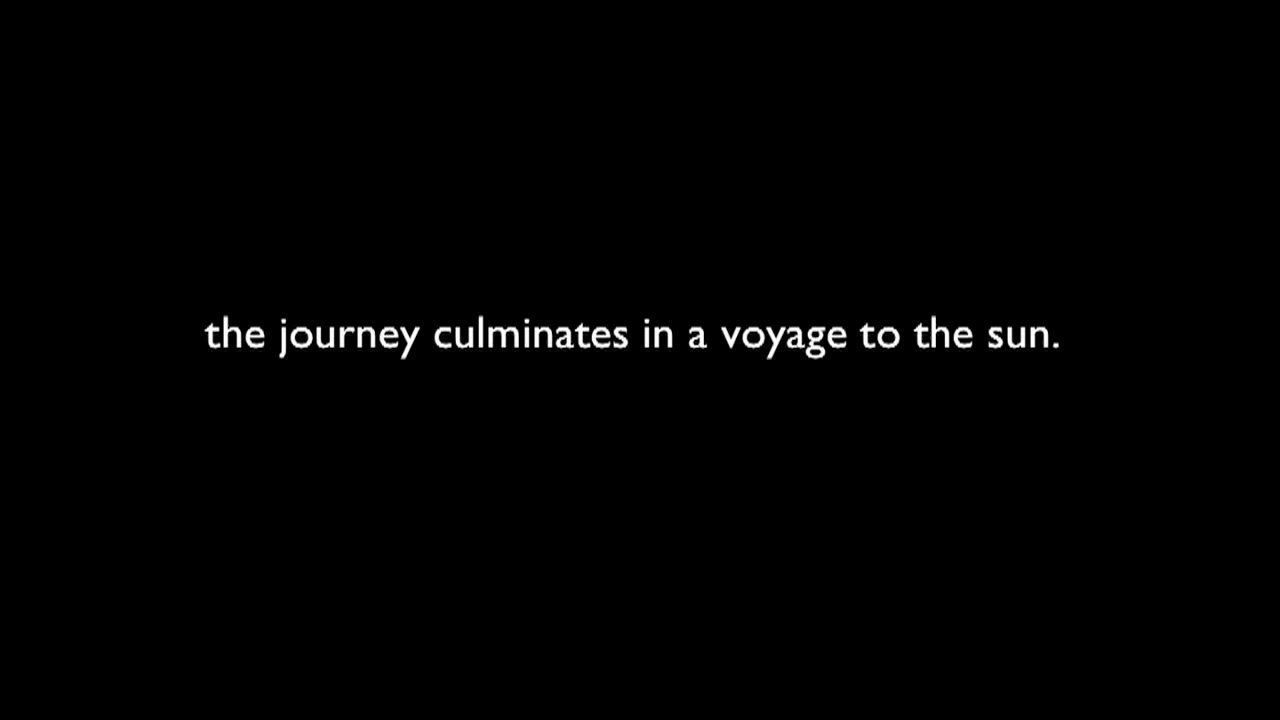 the journey culminates in a voyage to the sun.